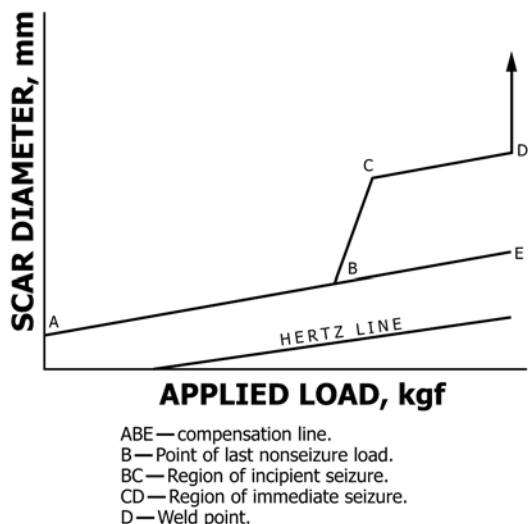 SCAR DIAMETER, mm
C
D
B
E
A
HERTZ LINE
APPLIED LOAD, kgf
ABE — compensation line.
B — Point of last nonseizure load.
BC — Region of incipient seizure.
CD — Region of immediate seizure.
D — Weld point.